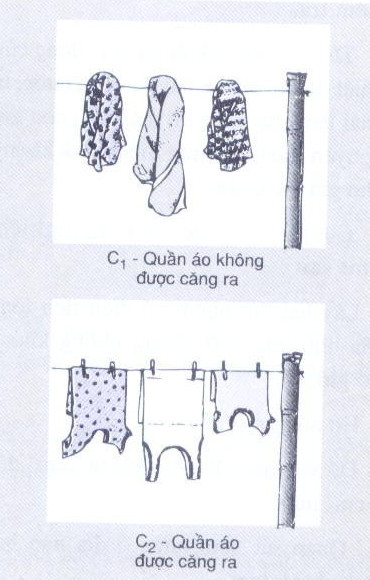 C₁ - Quần áo không
được căng ra
C₂ - Quần áo
được căng ra